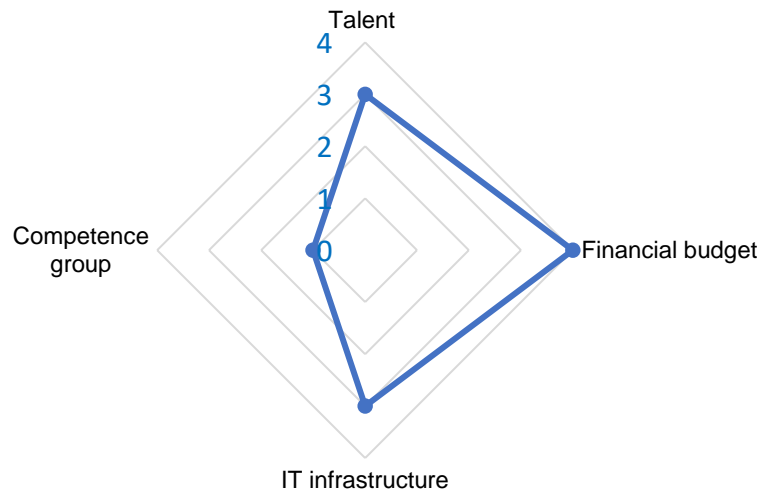 Talent
4
3
2
1
0
Competence
group
Financial budget
IT infrastructure